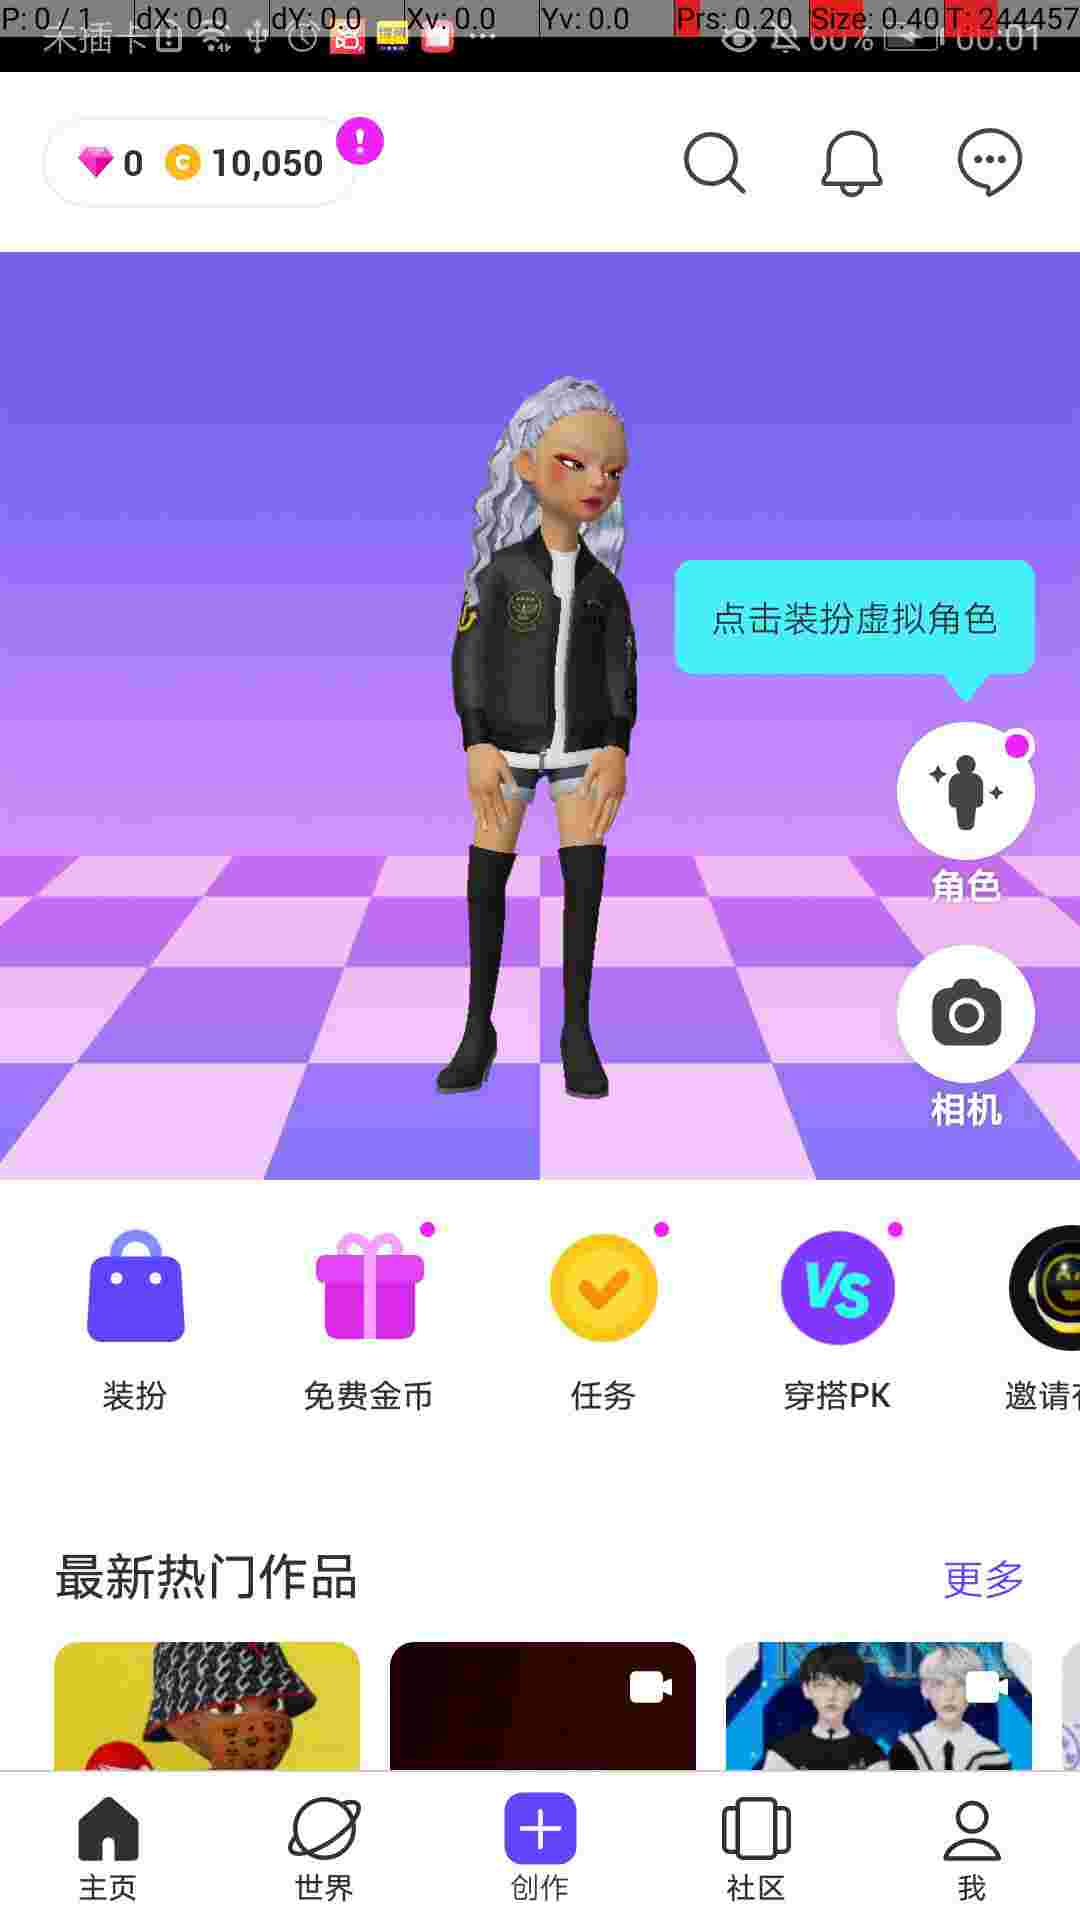 P: 0 / 1 dX: 0.0 dY: 0.0 Xv: 0.0 Yv: 0.0 Prs: 0.20 Size: 0.40 T: 244457
未插卡 60% 00:01
0 10,050
点击装扮虚拟角色
角色
相机
装扮 免费金币 任务 穿搭PK 邀请
最新热门作品 更多
主页 世界 创作 社区 我